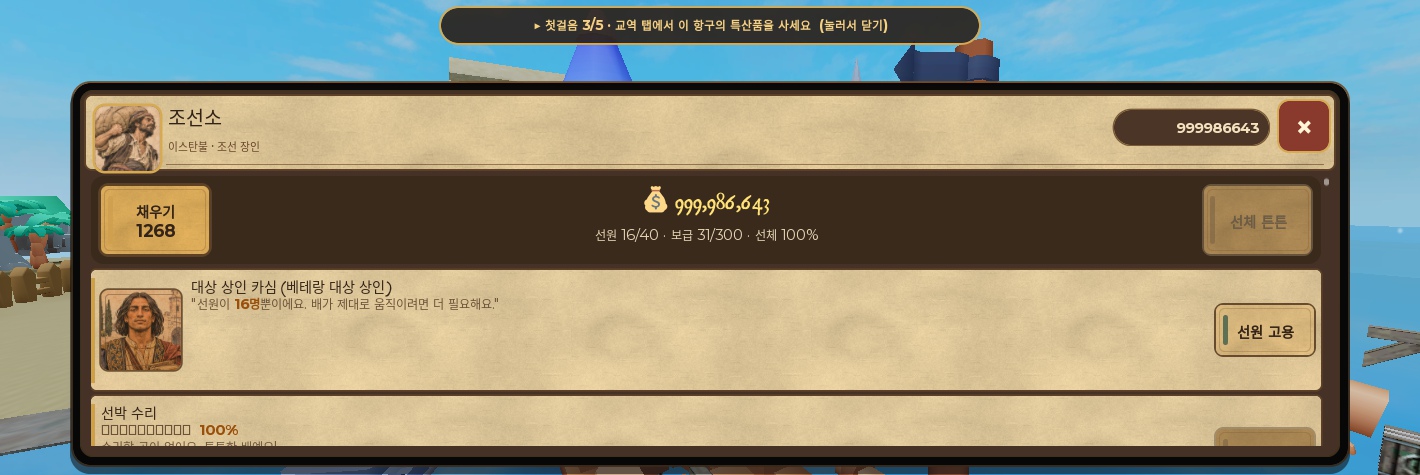 ▸ 첫걸음 3/5 · 교역 탭에서 이 항구의 특산품을 사세요 (눌러서 닫기)
조선소
이스탄불 · 조선 장인
999986643
×
채우기
1268
999,986,643
선원 16/40 · 보급 31/300 · 선체 100%
선체 튼튼
대상 상인 카심 (베테랑 대상 상인)
"선원이 16명뿐이에요. 배가 제대로 움직이려면 더 필요해요."
선원 고용
선박 수리
□□□□□□□□□□ 100%